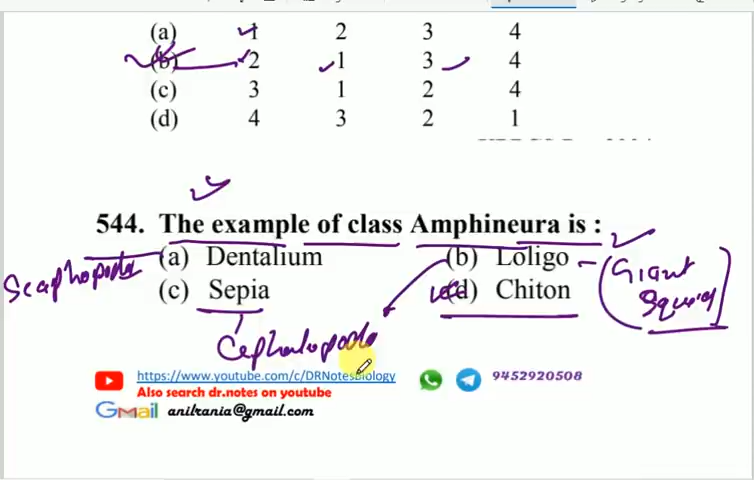 (a) 1 2 3 4
(b) 2 1 3 4
(c) 3 1 2 4
(d) 4 3 2 1
544. The example of class Amphineura is :
Scaphopoda (a) Dentalium (b) Loligo – (Giant
(c) Sepia (d) Chiton Squid)
Cephalopoda
https://www.youtube.com/c/DRNotesBiology 9452920508
Also search dr.notes on youtube
Gmail anilrania@gmail.com